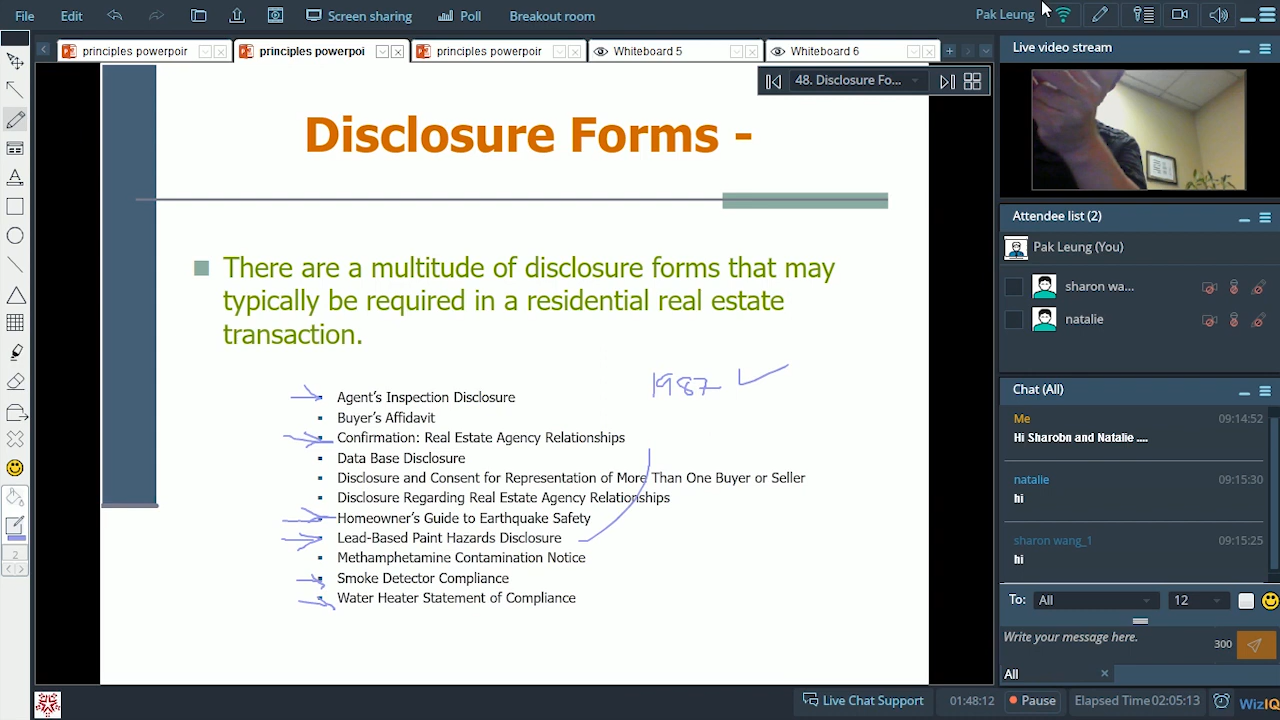 File Edit Screen sharing Poll Breakout room Pak Leung
principles powerpoir principles powerpoi principles powerpoir Whiteboard 5 Whiteboard 6
48. Disclosure Fo...
Disclosure Forms -
There are a multitude of disclosure forms that may
typically be required in a residential real estate
transaction.
1987
Agent's Inspection Disclosure
Buyer's Affidavit
Confirmation: Real Estate Agency Relationships
Data Base Disclosure
Disclosure and Consent for Representation of More Than One Buyer or Seller
Disclosure Regarding Real Estate Agency Relationships
Homeowner's Guide to Earthquake Safety
Lead-Based Paint Hazards Disclosure
Methamphetamine Contamination Notice
Smoke Detector Compliance
Water Heater Statement of Compliance
2
Live video stream
Attendee list (2)
Pak Leung (You)
sharon wa...
natalie
Chat (All)
Me 09:14:52
Hi Sharobn and Natalie ....
natalie 09:15:30
hi
sharon wang_1 09:15:25
hi
To: All 12
Write your message here. 300
All
Live Chat Support 01:48:12 Pause Elapsed Time 02:05:13 WizIQ